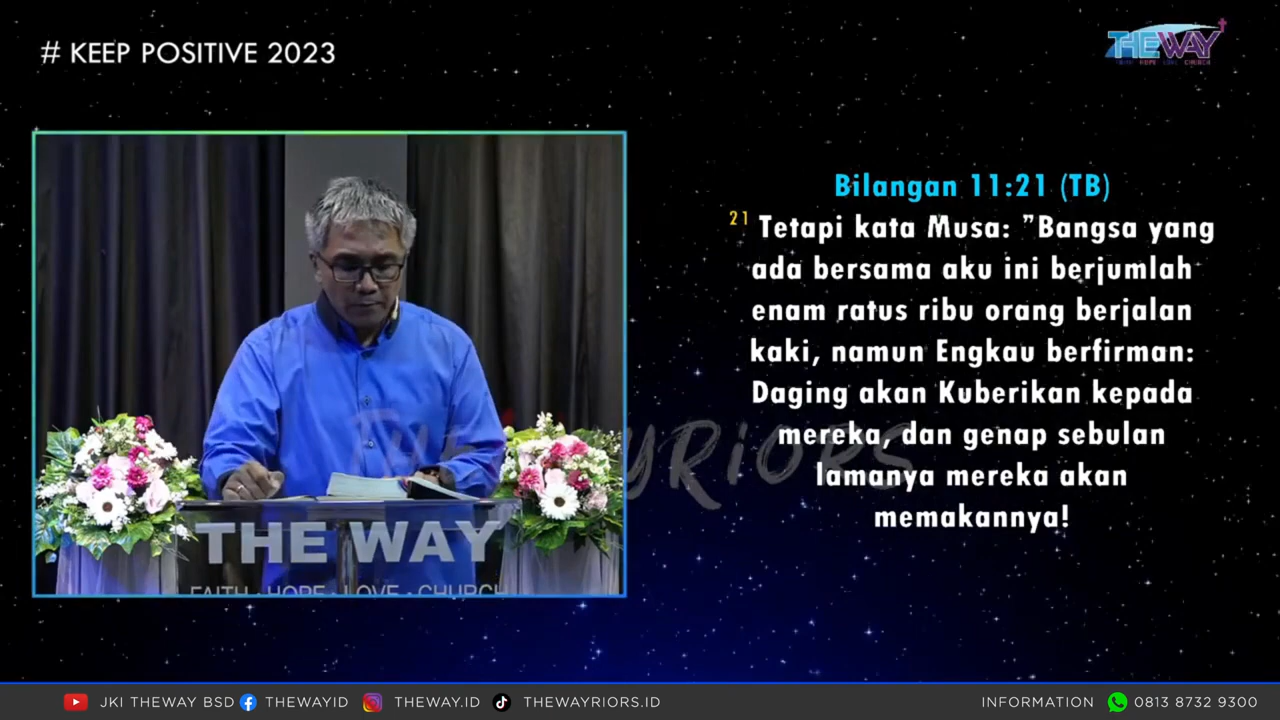 # KEEP POSITIVE 2023
THEWAY
Bilangan 11:21 (TB)
21 Tetapi kata Musa: ”Bangsa yang
ada bersama aku ini berjumlah
enam ratus ribu orang berjalan
kaki, namun Engkau berfirman:
Daging akan Kuberikan kepada
mereka, dan genap sebulan
lamanya mereka akan
memakannya!
THE WAY
FAITH · HOPE · LOVE · CHURCH
JKI THEWAY BSD THEWAYID THEWAY.ID THEWAYRIORS.ID INFORMATION 0813 8732 9300